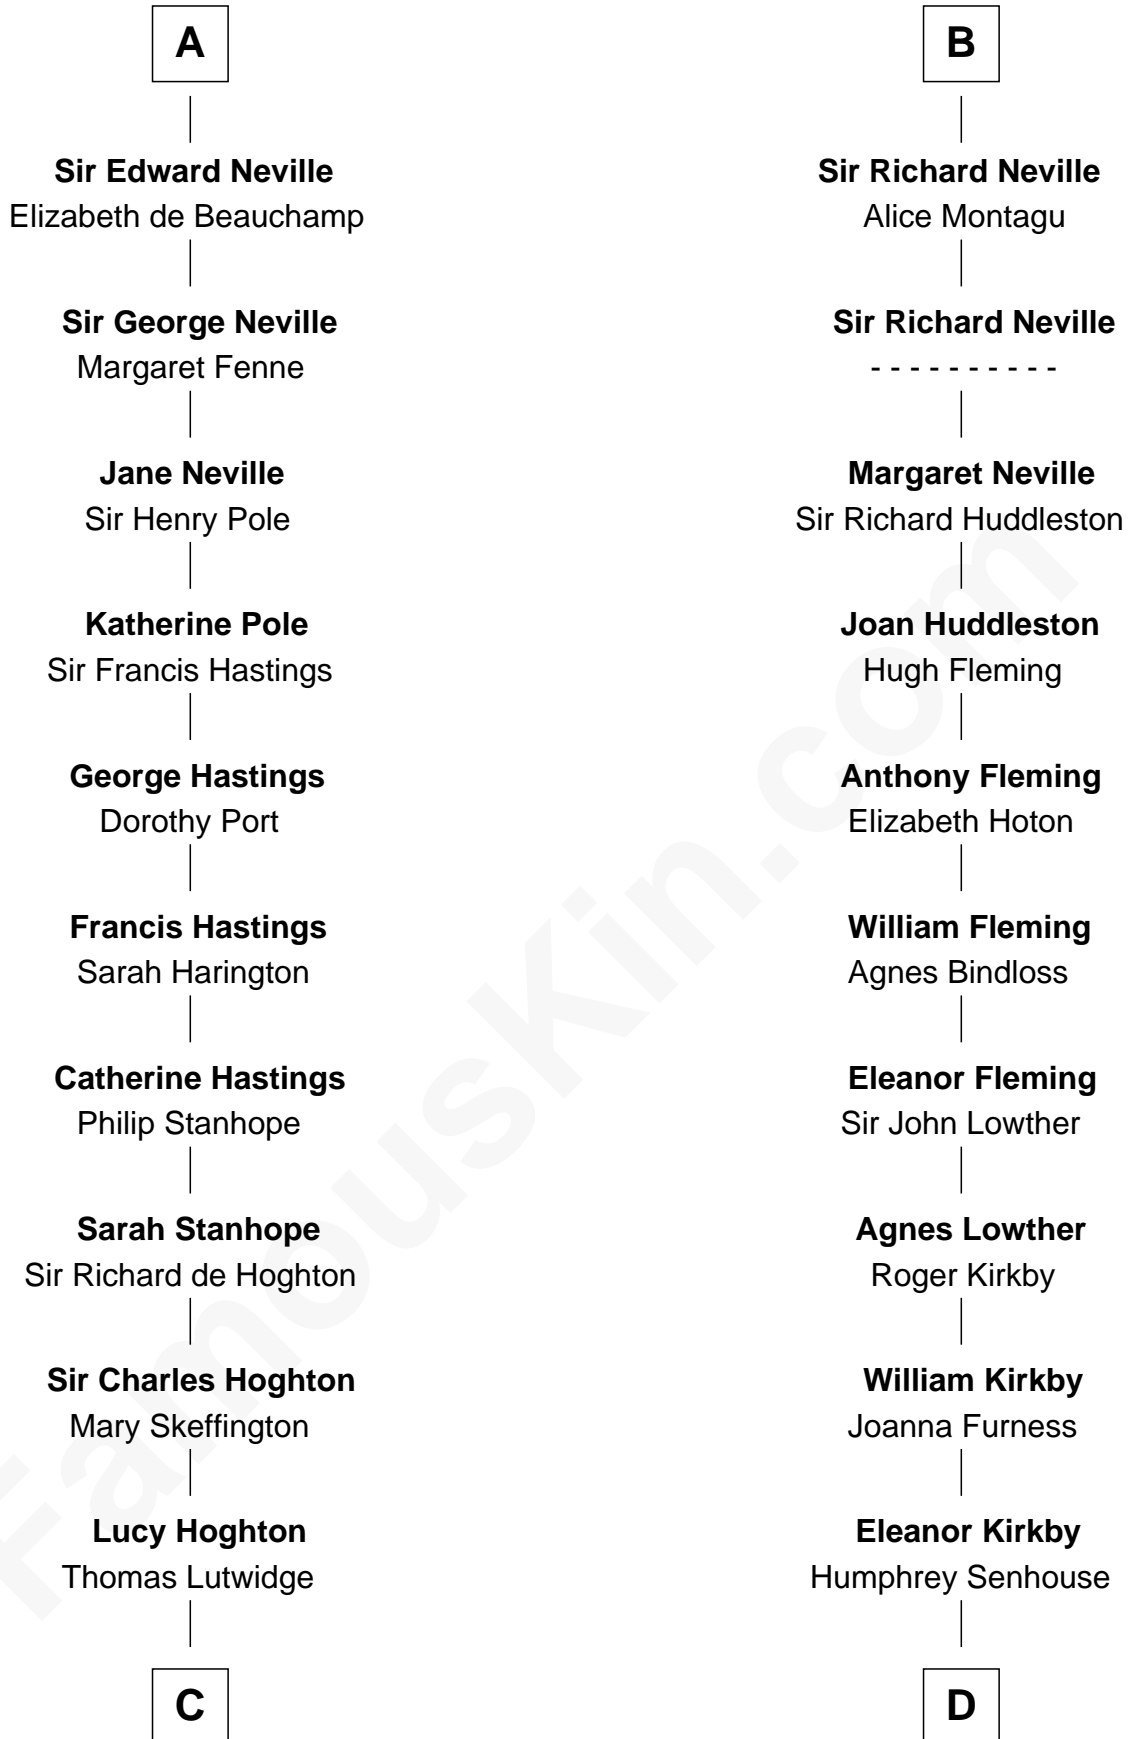 A
Sir Edward Neville
Elizabeth de Beauchamp
Sir George Neville
Margaret Fenne
Jane Neville
Sir Henry Pole
Katherine Pole
Sir Francis Hastings
George Hastings
Dorothy Port
Francis Hastings
Sarah Harington
Catherine Hastings
Philip Stanhope
Sarah Stanhope
Sir Richard de Hoghton
Sir Charles Hoghton
Mary Skeffington
Lucy Hoghton
Thomas Lutwidge
C
B
Sir Richard Neville
Alice Montagu
Sir Richard Neville
- - - - - - - - - -
Margaret Neville
Sir Richard Huddleston
Joan Huddleston
Hugh Fleming
Anthony Fleming
Elizabeth Hoton
William Fleming
Agnes Bindloss
Eleanor Fleming
Sir John Lowther
Agnes Lowther
Roger Kirkby
William Kirkby
Joanna Furness
Eleanor Kirkby
Humphrey Senhouse
D
FamousKin.com